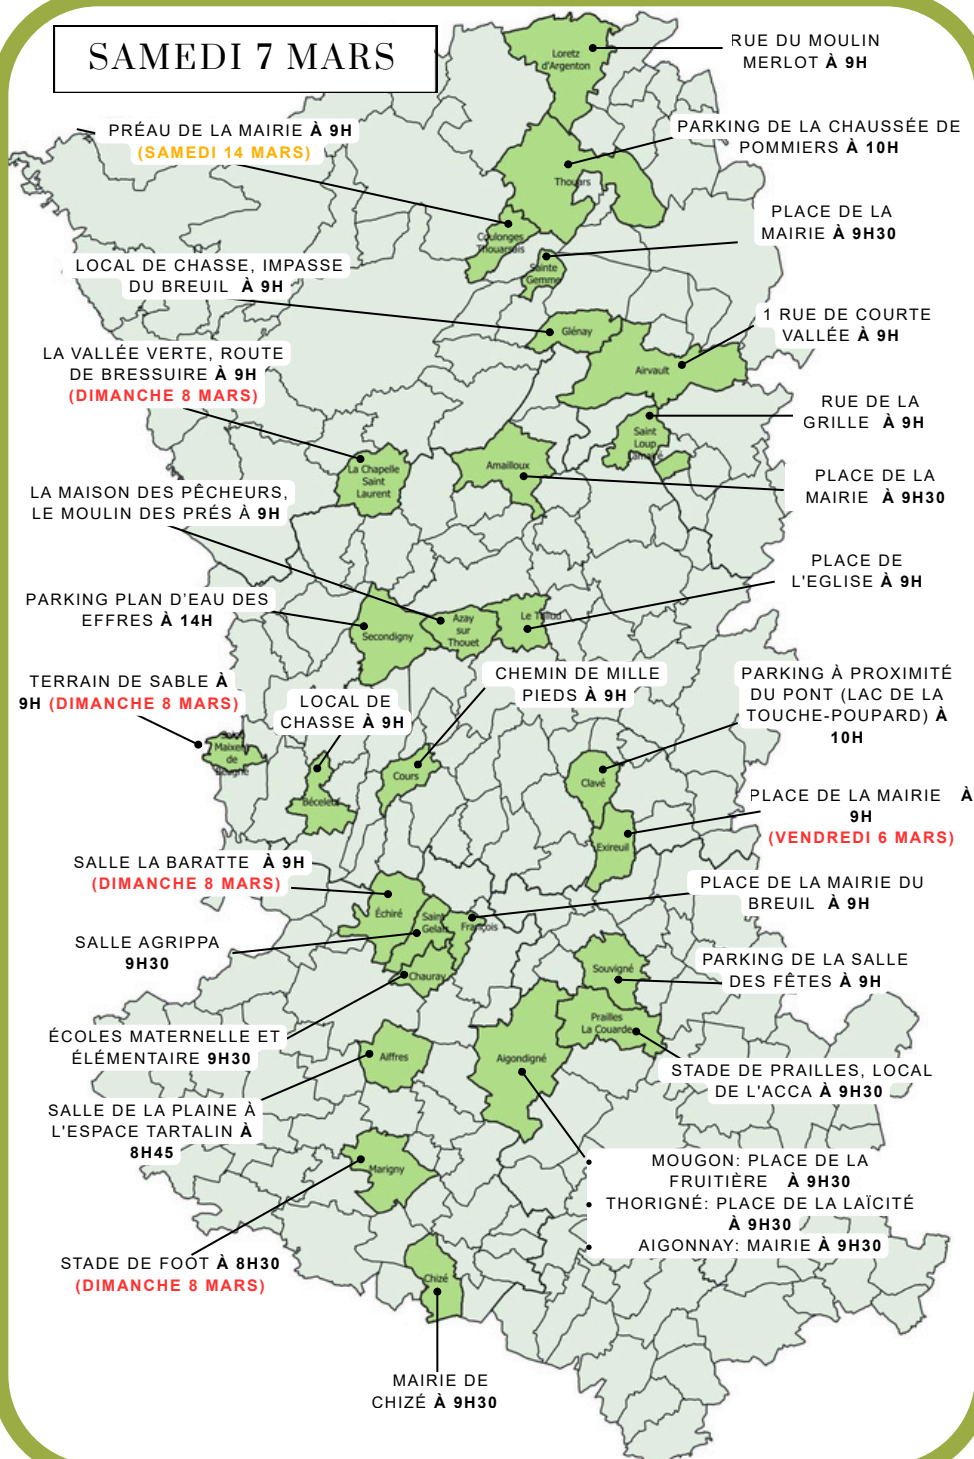 SAMEDI 7 MARS
RUE DU MOULIN
MERLOT À 9H
Loretz
d'Argenton
PRÉAU DE LA MAIRIE À 9H
(SAMEDI 14 MARS)
PARKING DE LA CHAUSSÉE DE
POMMIERS À 10H
Thouars
PLACE DE LA
MAIRIE À 9H30
Coulonges
Thouarsais
Sainte
Gemme
LOCAL DE CHASSE, IMPASSE
DU BREUIL À 9H
1 RUE DE COURTE
VALLÉE À 9H
Glénay
LA VALLÉE VERTE, ROUTE
DE BRESSUIRE À 9H
(DIMANCHE 8 MARS)
Airvault
RUE DE LA
GRILLE À 9H
Saint
Loup
Lamairé
La Chapelle
Saint
Laurent
Amailloux
PLACE DE LA
MAIRIE À 9H30
LA MAISON DES PÊCHEURS,
LE MOULIN DES PRÉS À 9H
PLACE DE
L'EGLISE À 9H
PARKING PLAN D'EAU DES
EFFRES À 14H
Secondigny
Azay
sur
Thouet
Le Tallud
TERRAIN DE SABLE À
9H (DIMANCHE 8 MARS)
LOCAL DE
CHASSE À 9H
CHEMIN DE MILLE
PIEDS À 9H
PARKING À PROXIMITÉ
DU PONT (LAC DE LA
TOUCHE-POUPARD) À
10H
Saint
Maixent
de
Beugné
Béceleuf
Cours
Clavé
PLACE DE LA MAIRIE À
9H
(VENDREDI 6 MARS)
Exireuil
SALLE LA BARATTE À 9H
(DIMANCHE 8 MARS)
PLACE DE LA MAIRIE DU
BREUIL À 9H
Échiré
Saint
Gelais
François
SALLE AGRIPPA
9H30
Chauray
Souvigné
PARKING DE LA SALLE
DES FÊTES À 9H
Prailles
La Couarde
ÉCOLES MATERNELLE ET
ÉLÉMENTAIRE 9H30
Aiffres
Aigondigné
STADE DE PRAILLES, LOCAL
DE L'ACCA À 9H30
SALLE DE LA PLAINE À
L'ESPACE TARTALIN À
8H45
Marigny
• MOUGON: PLACE DE LA
FRUITIÈRE À 9H30
• THORIGNÉ: PLACE DE LA LAÏCITÉ
À 9H30
• AIGONNAY: MAIRIE À 9H30
STADE DE FOOT À 8H30
(DIMANCHE 8 MARS)
Chizé
MAIRIE DE
CHIZÉ À 9H30